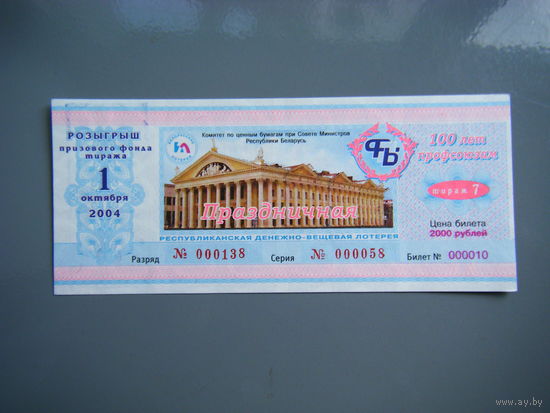 РОЗЫГРЫШ
призового фонда
тиража
1
октября
2004
Комитет по ценным бумагам при Совете Министров
Республики Беларусь
ФПБ
100 лет
профсоюзам
тираж 7
Праздничная
Цена билета
2000 рублей
РЕСПУБЛИКАНСКАЯ ДЕНЕЖНО-ВЕЩЕВАЯ ЛОТЕРЕЯ
Разряд № 000138 Серия № 000058 Билет № 000010
www.ay.by